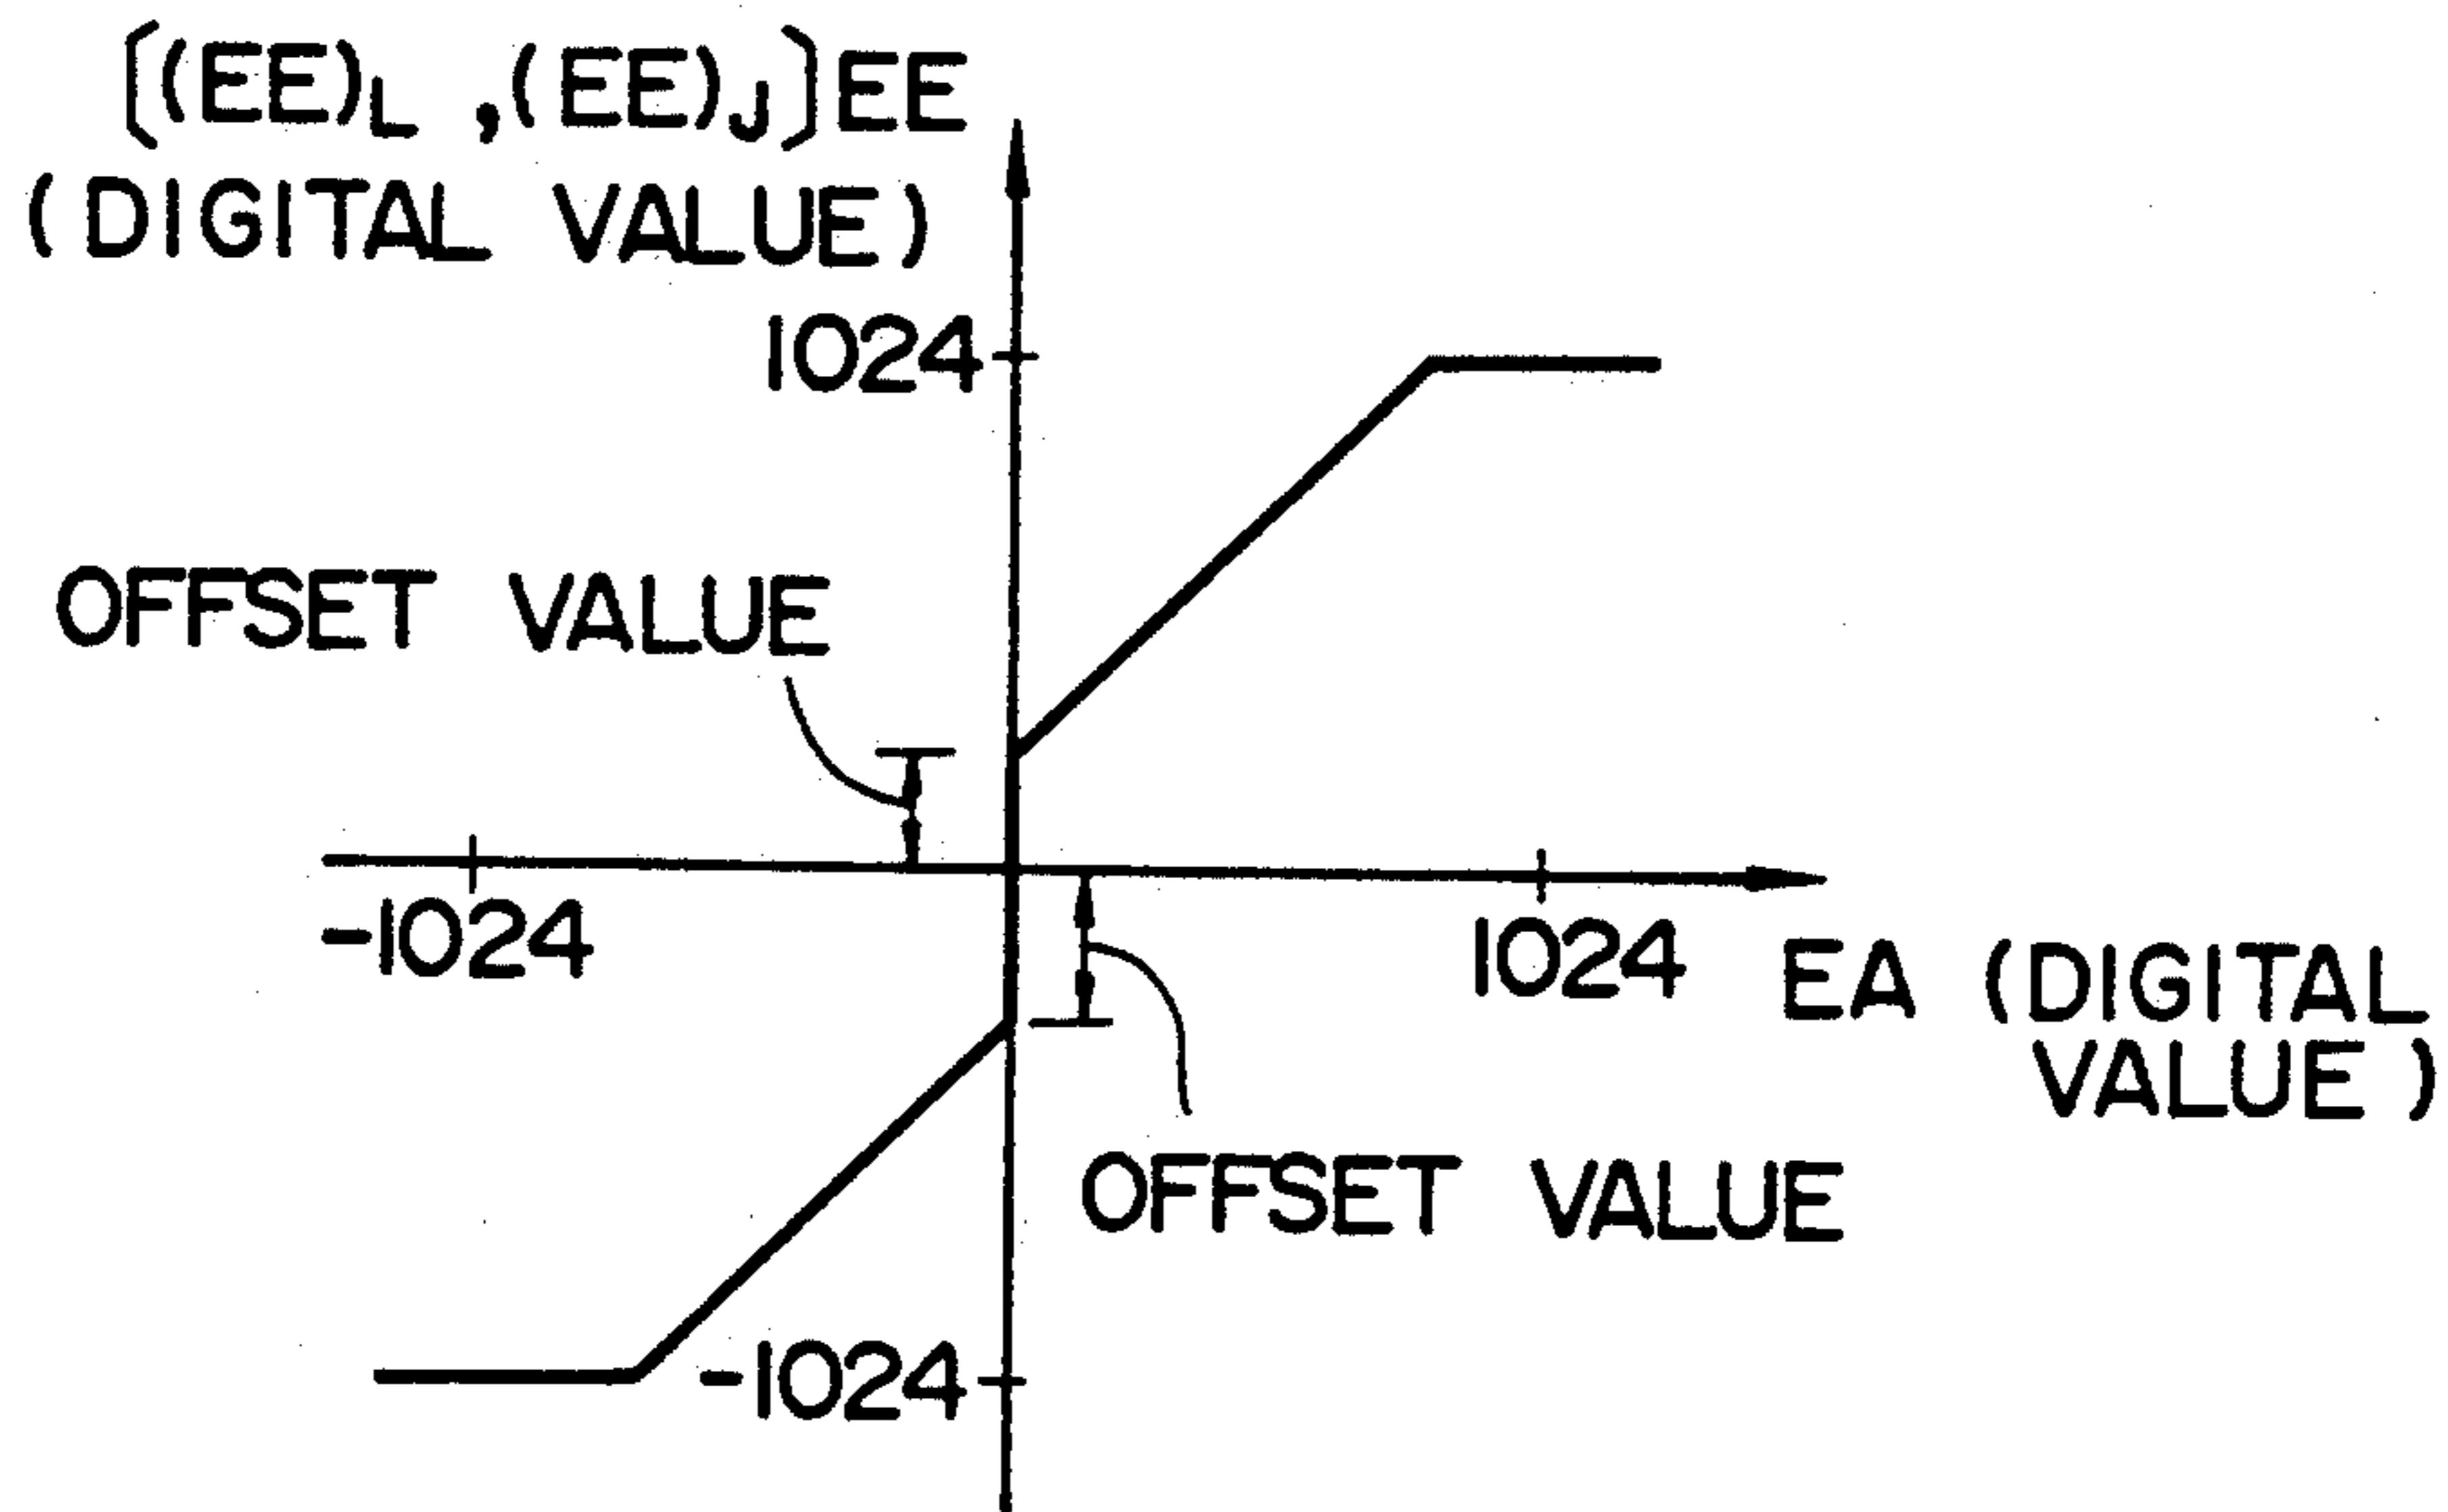 [(EE)L ,(EE)J]EE
(DIGITAL VALUE)
1024
OFFSET VALUE
-1024
1024
EA (DIGITAL
VALUE)
OFFSET VALUE
-1024